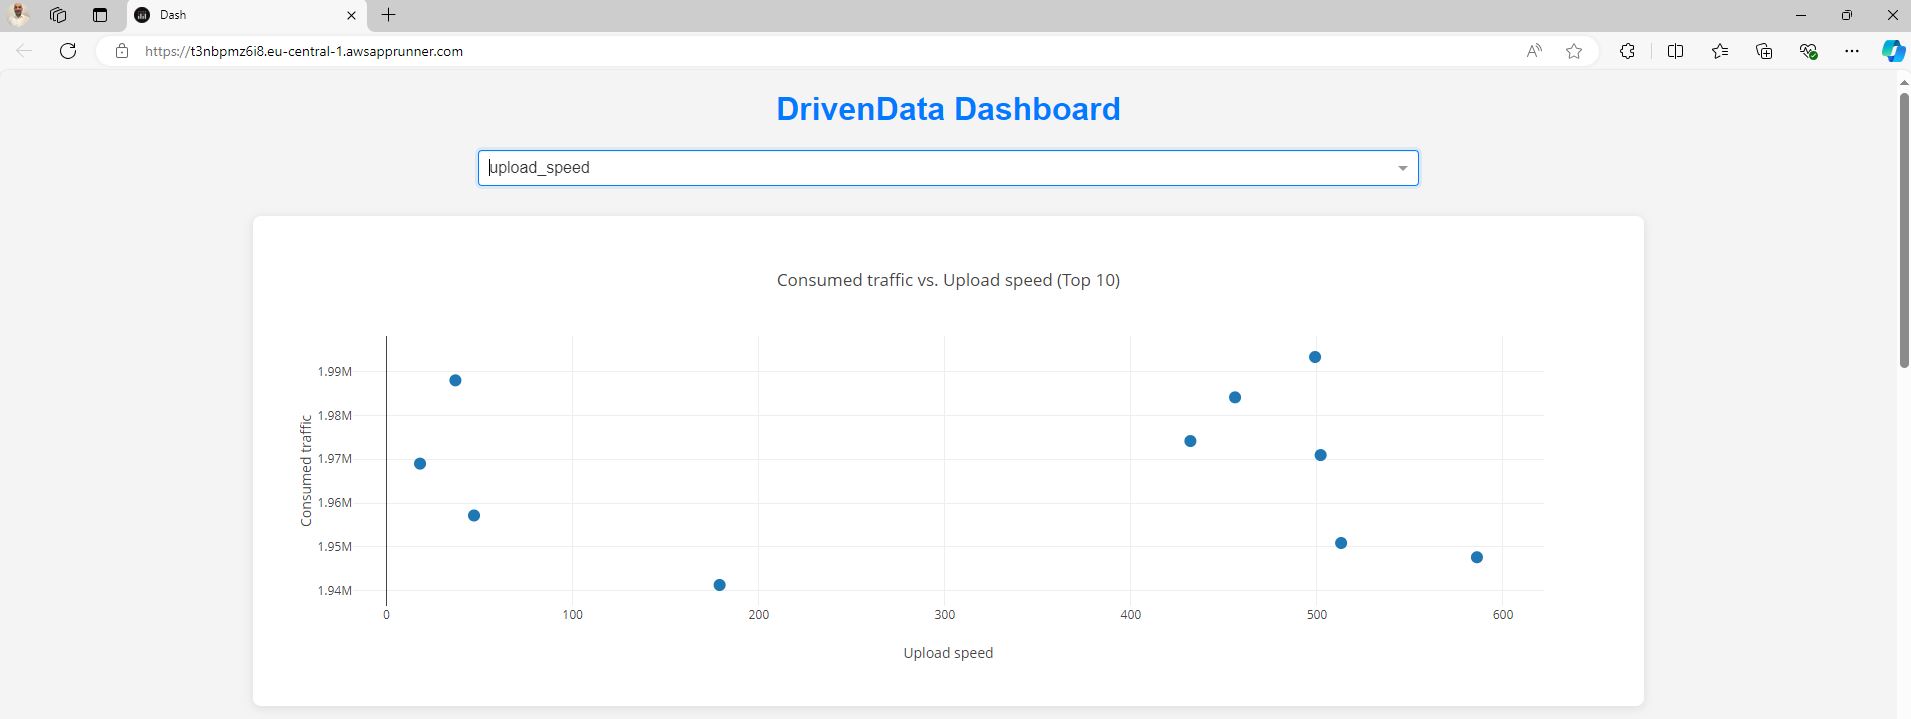 Dash
https://t3nbpmz6i8.eu-central-1.awsapprunner.com
DrivenData Dashboard
upload_speed
Consumed traffic vs. Upload speed (Top 10)
Consumed traffic
1.99M
1.98M
1.97M
1.96M
1.95M
1.94M
0 100 200 300 400 500 600
Upload speed